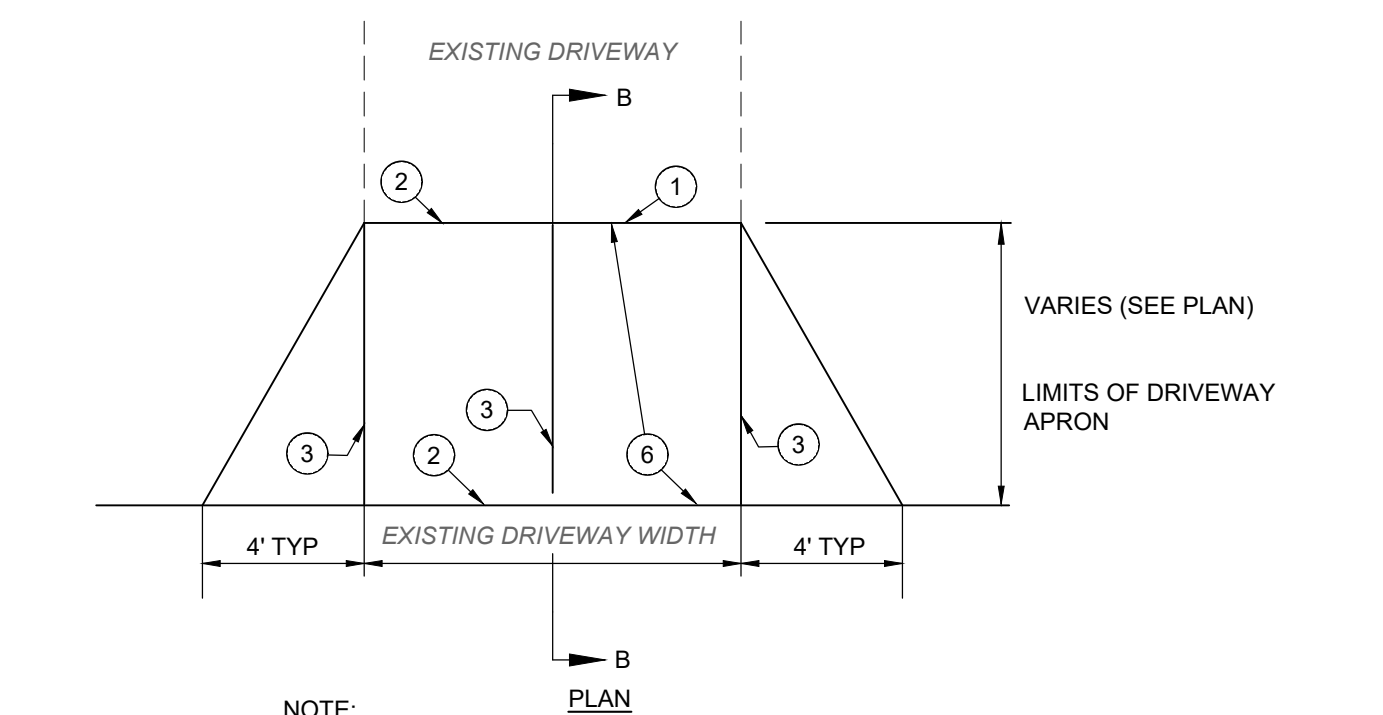 EXISTING DRIVEWAY
B
2
1
VARIES (SEE PLAN)
LIMITS OF DRIVEWAY
APRON
3
3
2
6
3
4' TYP
EXISTING DRIVEWAY WIDTH
4' TYP
B
PLAN
NOTE: